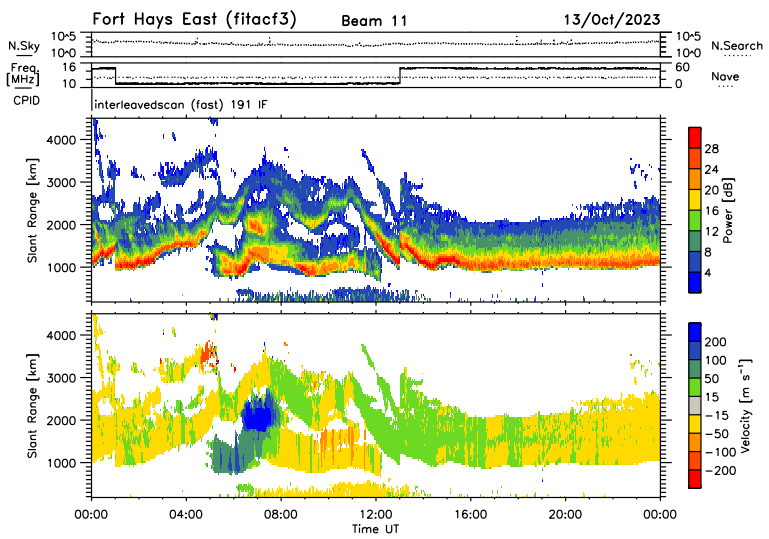 Fort Hays East (fitacf3) Beam 11 13/Oct/2023
N.Sky 10^5 10^0 10^5 10^0 N.Search
Freq. [MHz] 16 10 60 0 Nave
CPID interleavedscan (fast) 191 IF
Slant Range [km]
4000
3000
2000
1000
Power [dB]
28
24
20
16
12
8
4
Slant Range [km]
4000
3000
2000
1000
Velocity [m s⁻¹]
200
100
50
15
−15
−50
−100
−200
00:00 04:00 08:00 12:00 16:00 20:00 00:00
Time UT